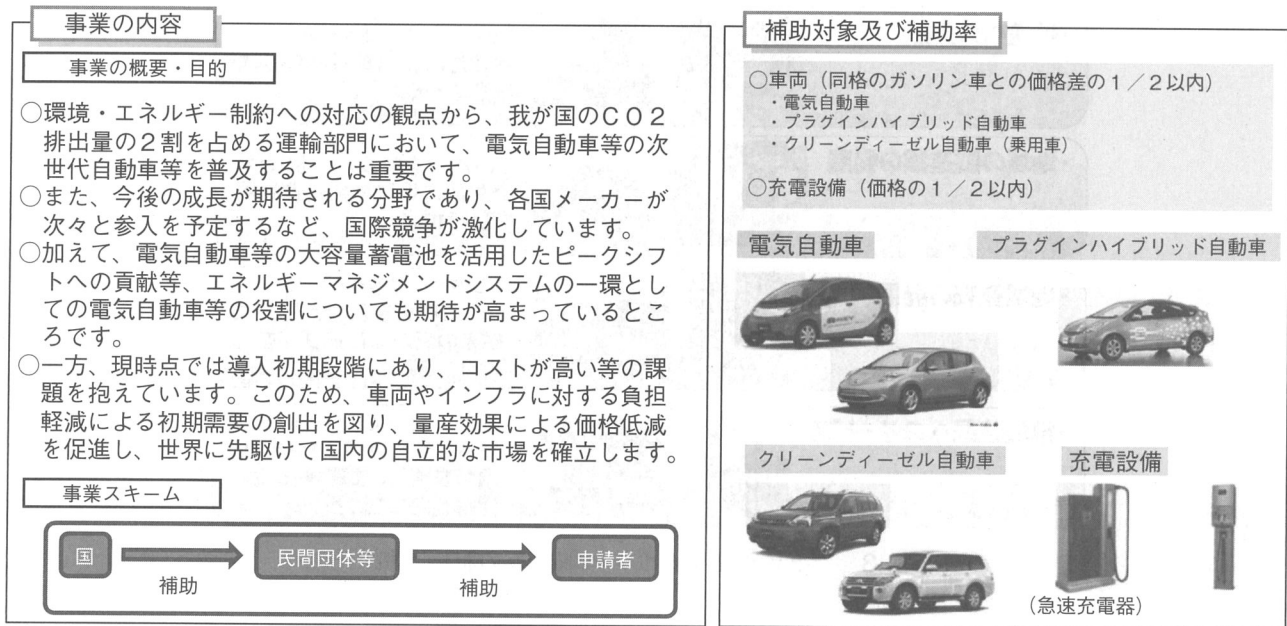 事業の内容
事業の概要・目的
○環境・エネルギー制約への対応の観点から、我が国のCO2
排出量の2割を占める運輸部門において、電気自動車等の次
世代自動車等を普及することは重要です。
○また、今後の成長が期待される分野であり、各国メーカーが
次々と参入を予定するなど、国際競争が激化しています。
○加えて、電気自動車等の大容量蓄電池を活用したピークシフ
トへの貢献等、エネルギーマネジメントシステムの一環とし
ての電気自動車等の役割についても期待が高まっているとこ
ろです。
○一方、現時点では導入初期段階にあり、コストが高い等の課
題を抱えています。このため、車両やインフラに対する負担
軽減による初期需要の創出を図り、量産効果による価格低減
を促進し、世界に先駆けて国内の自立的な市場を確立します。
事業スキーム
国
補助
民間団体等
補助
申請者
補助対象及び補助率
○車両（同格のガソリン車との価格差の1／2以内）
・電気自動車
・プラグインハイブリッド自動車
・クリーンディーゼル自動車（乗用車）
○充電設備（価格の1／2以内）
電気自動車
プラグインハイブリッド自動車
クリーンディーゼル自動車
充電設備
（急速充電器）